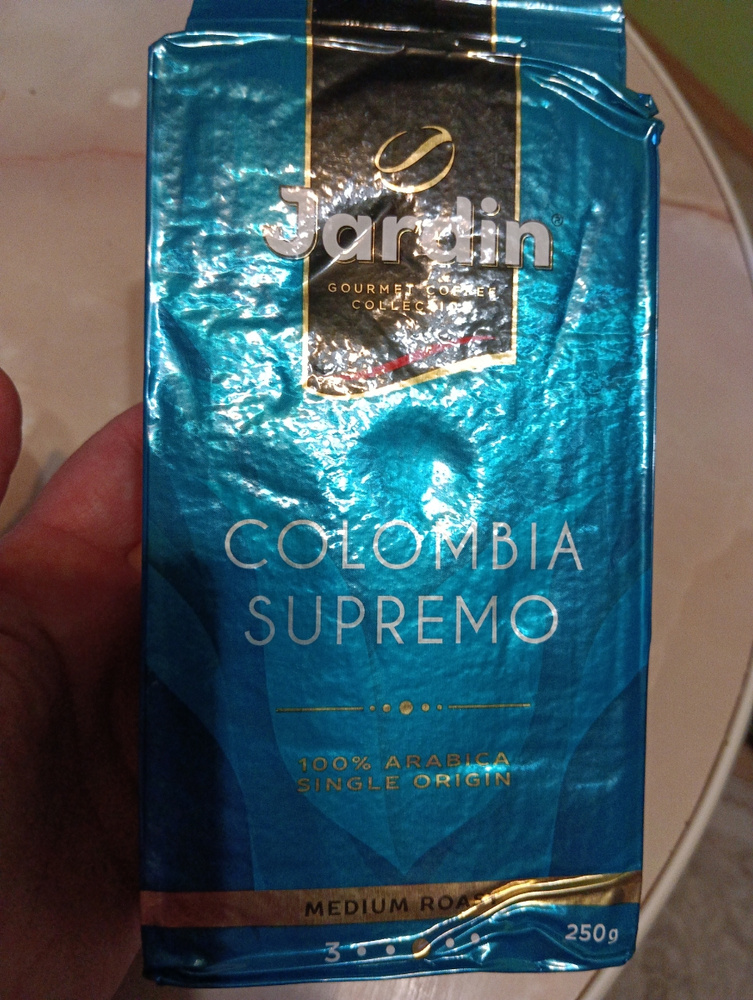 Jardin®
GOURMET COFFEE
COLLECTION
COLOMBIA
SUPREMO
100% ARABICA
SINGLE ORIGIN
MEDIUM ROAST
3
250g